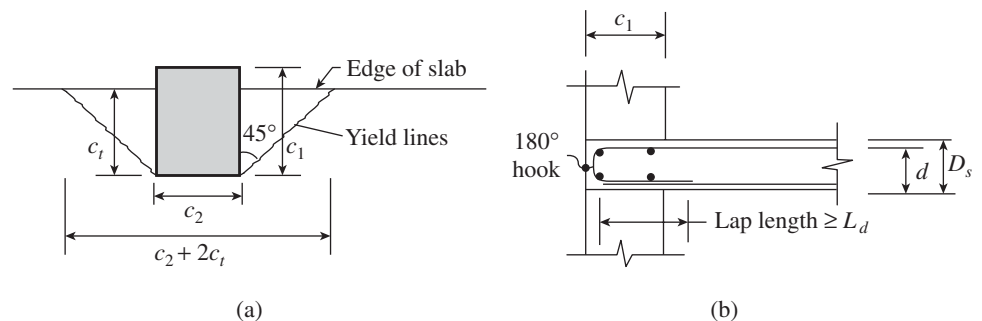 Edge of slab
45°
c_t
c_1
Yield lines
c_2
c_2 + 2c_t
(a)
c_1
180°
hook
d
D_s
Lap length ≥ L_d
(b)